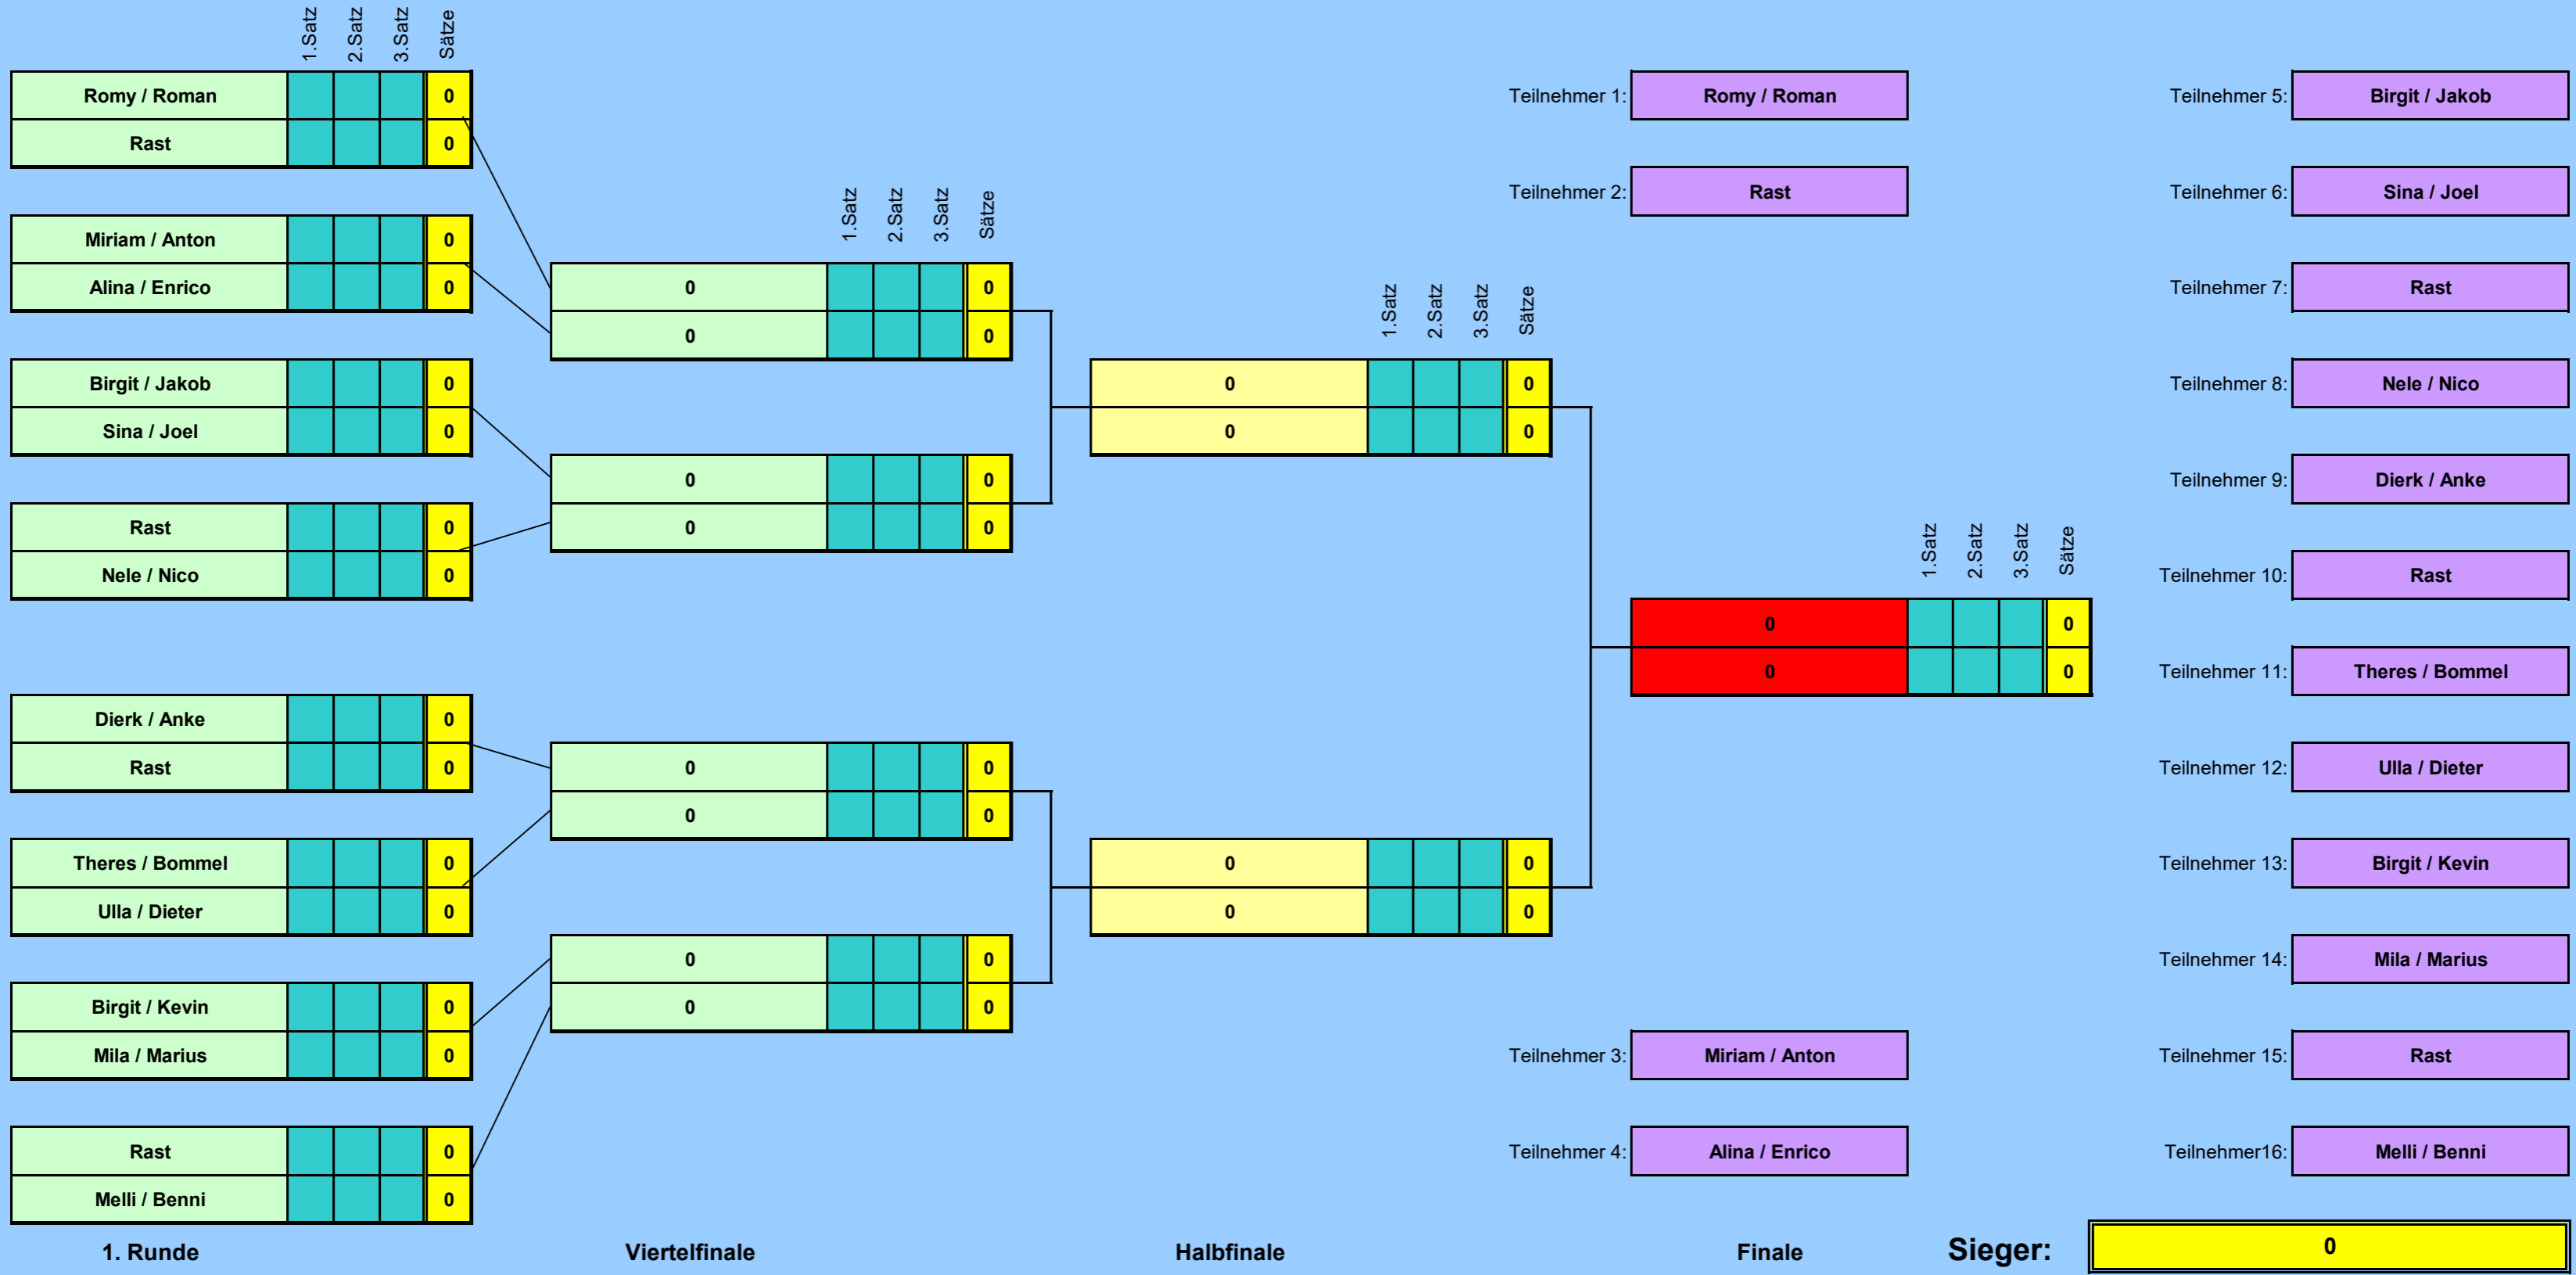 1.Satz 2.Satz 3.Satz Sätze
Romy / Roman 0
Rast 0
Miriam / Anton 0
Alina / Enrico 0
Birgit / Jakob 0
Sina / Joel 0
Rast 0
Nele / Nico 0
Dierk / Anke 0
Rast 0
Theres / Bommel 0
Ulla / Dieter 0
Birgit / Kevin 0
Mila / Marius 0
Rast 0
Melli / Benni 0
1. Runde
1.Satz 2.Satz 3.Satz Sätze
0 0
0 0
0 0
0 0
0 0
0 0
0 0
0 0
Viertelfinale
1.Satz 2.Satz 3.Satz Sätze
0 0
0 0
0 0
0 0
Halbfinale
Teilnehmer 1: Romy / Roman
Teilnehmer 2: Rast
1.Satz 2.Satz 3.Satz Sätze
0 0
0 0
Teilnehmer 3: Miriam / Anton
Teilnehmer 4: Alina / Enrico
Finale
Teilnehmer 5: Birgit / Jakob
Teilnehmer 6: Sina / Joel
Teilnehmer 7: Rast
Teilnehmer 8: Nele / Nico
Teilnehmer 9: Dierk / Anke
Teilnehmer 10: Rast
Teilnehmer 11: Theres / Bommel
Teilnehmer 12: Ulla / Dieter
Teilnehmer 13: Birgit / Kevin
Teilnehmer 14: Mila / Marius
Teilnehmer 15: Rast
Teilnehmer16: Melli / Benni
Sieger: 0